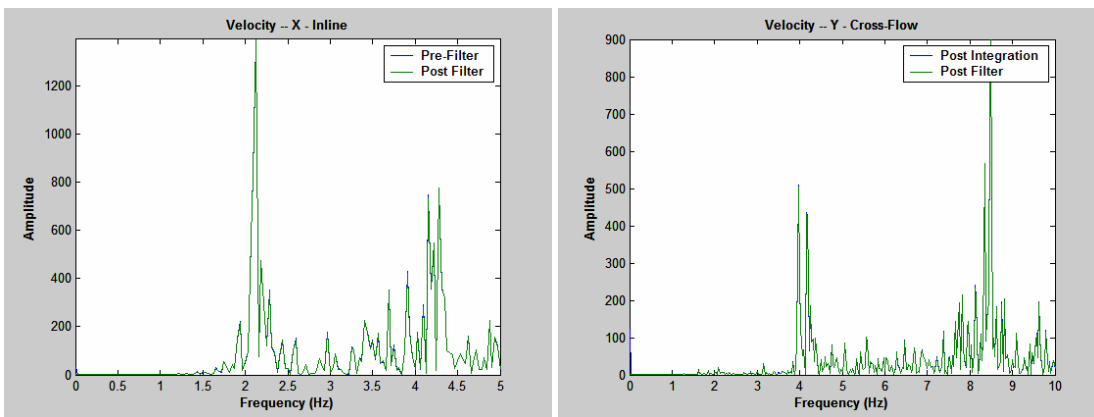 Velocity -- X - Inline
Pre-Filter
Post Filter
1200
1000
800
600
400
200
0
Amplitude
0 0.5 1 1.5 2 2.5 3 3.5 4 4.5 5
Frequency (Hz)
Velocity -- Y - Cross-Flow
Post Integration
Post Filter
900
800
700
600
500
400
300
200
100
0
Amplitude
0 1 2 3 4 5 6 7 8 9 10
Frequency (Hz)